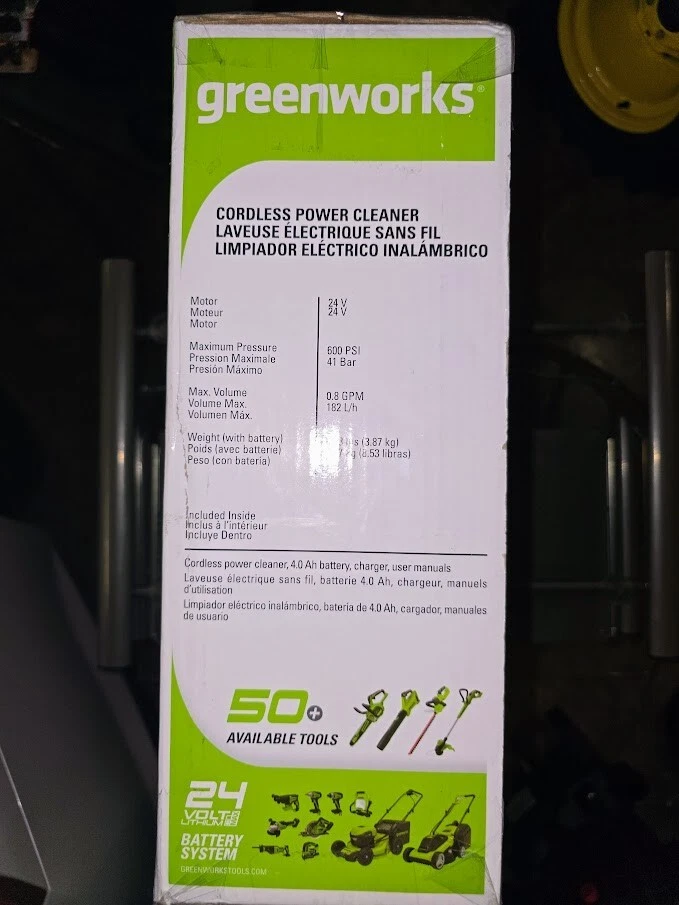 greenworks®
CORDLESS POWER CLEANER
LAVEUSE ÉLECTRIQUE SANS FIL
LIMPIADOR ELÉCTRICO INALÁMBRICO
Motor
Moteur
Motor
24 V
24 V
Maximum Pressure
Pression Maximale
Presión Máximo
600 PSI
41 Bar
Max. Volume
Volume Max.
Volumen Máx.
0.8 GPM
182 L/h
Weight (with battery)
Poids (avec batterie)
Peso (con batería)
(3.87 kg)
(8.53 libras)
Included Inside
Inclus à l'intérieur
Incluye Dentro
Cordless power cleaner, 4.0 Ah battery, charger, user manuals
Laveuse électrique sans fil, batterie 4.0 Ah, chargeur, manuels
d'utilisation
Limpiador eléctrico inalámbrico, batería de 4.0 Ah, cargador, manuales
de usuario
50+
AVAILABLE TOOLS
24
VOLT
LITHIUM
BATTERY
SYSTEM
GREENWORKSTOOLS.COM